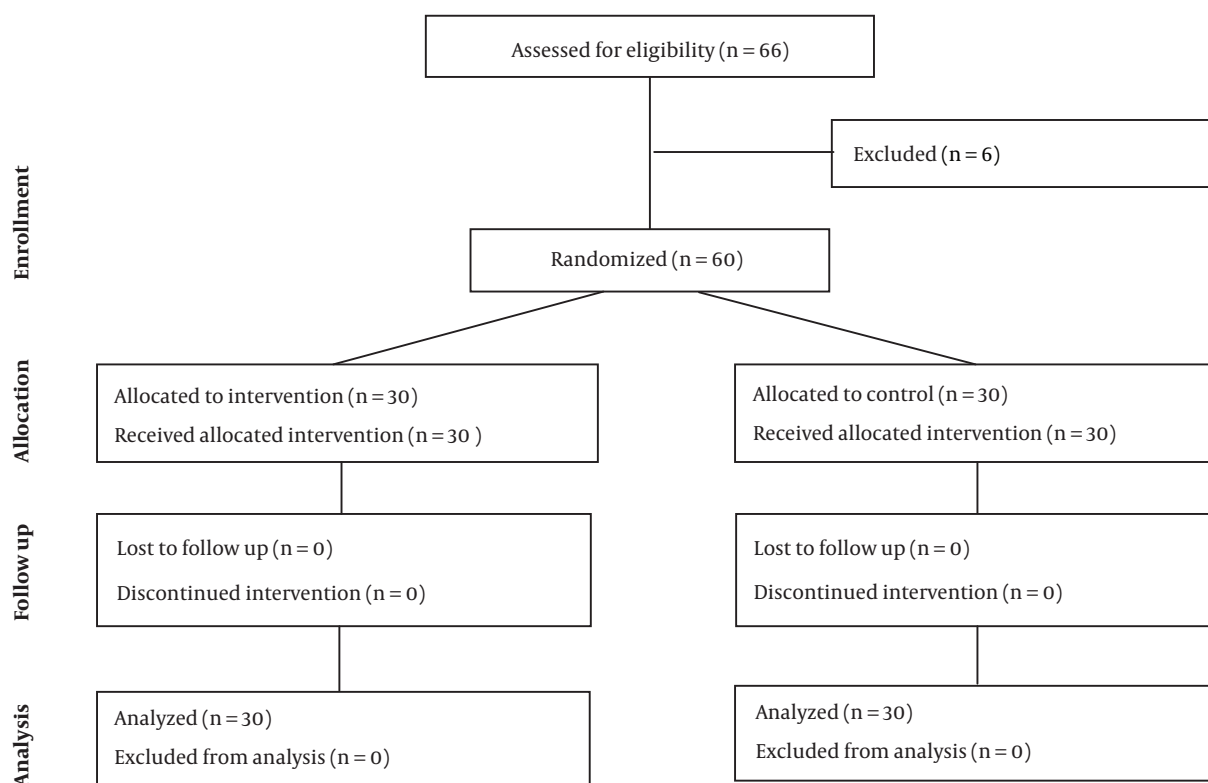 Assessed for eligibility (n = 66)
Excluded (n = 6)
Enrollment
Randomized (n = 60)
Allocation
Allocated to intervention (n = 30)
Received allocated intervention (n = 30 )
Allocated to control (n = 30)
Received allocated intervention (n = 30)
Follow up
Lost to follow up (n = 0)
Discontinued intervention (n = 0)
Lost to follow up (n = 0)
Discontinued intervention (n = 0)
Analysis
Analyzed (n = 30)
Excluded from analysis (n = 0)
Analyzed (n = 30)
Excluded from analysis (n = 0)